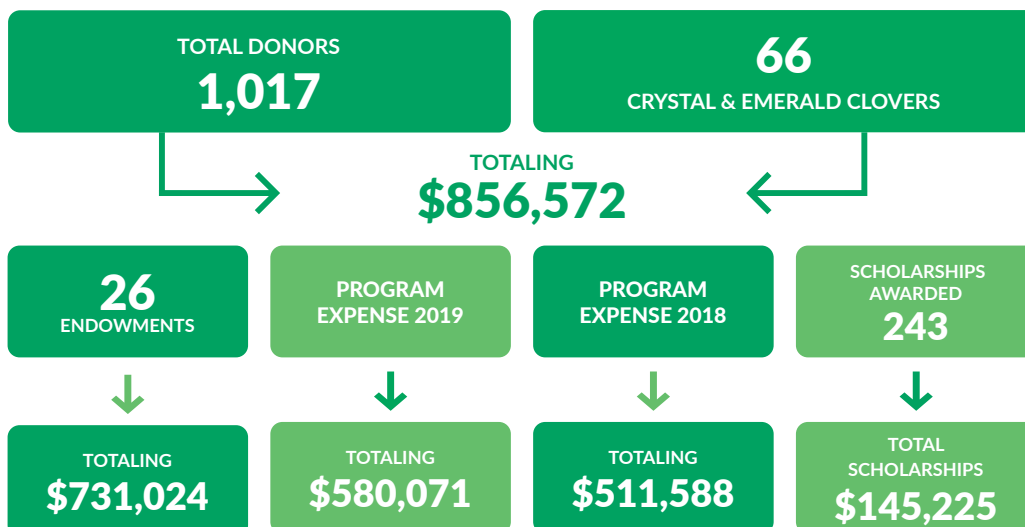 TOTAL DONORS
1,017
66
CRYSTAL & EMERALD CLOVERS
TOTALING
$856,572
26
ENDOWMENTS
TOTALING
$731,024
PROGRAM
EXPENSE 2019
TOTALING
$580,071
PROGRAM
EXPENSE 2018
TOTALING
$511,588
SCHOLARSHIPS
AWARDED
243
TOTAL
SCHOLARSHIPS
$145,225